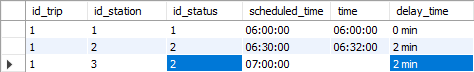 id_trip id_station id_status scheduled_time time delay_time
1 1 1 06:00:00 06:00:00 0 min
1 2 2 06:30:00 06:32:00 2 min
1 3 2 07:00:00 2 min